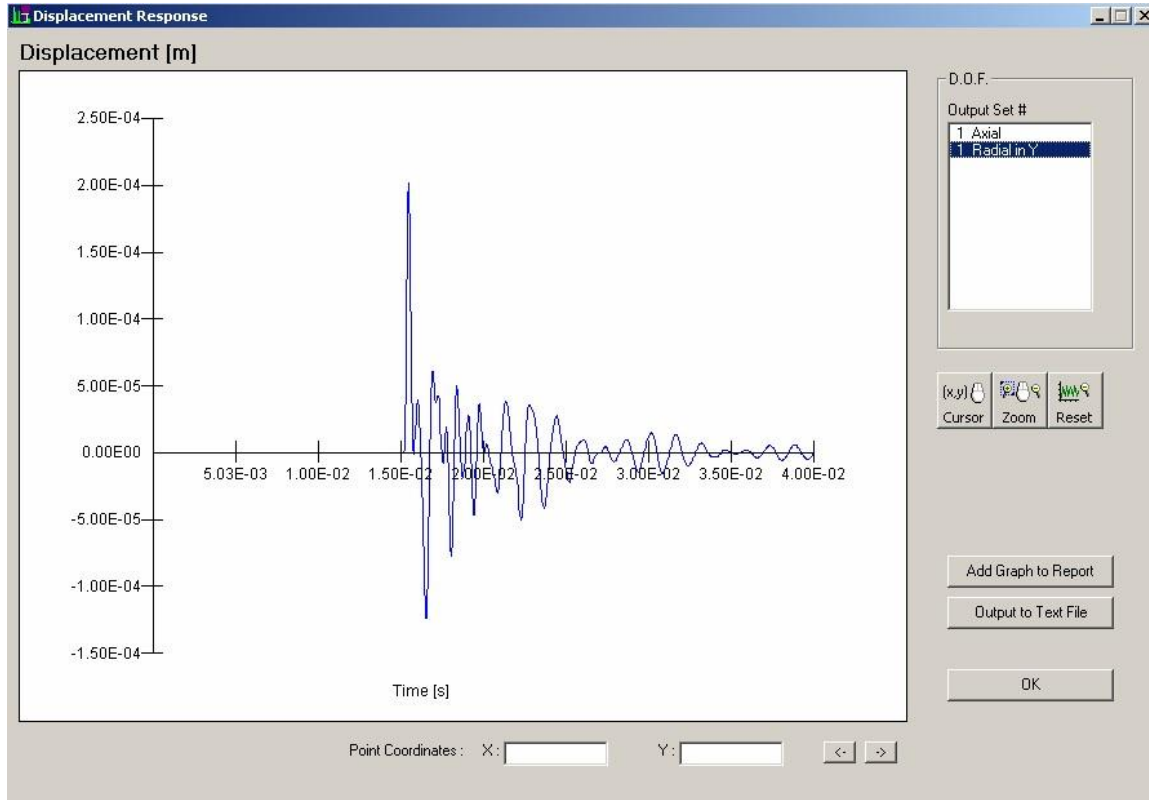 Displacement Response
Displacement [m]
2.50E-04
2.00E-04
1.50E-04
1.00E-04
5.00E-05
0.00E00
-5.00E-05
-1.00E-04
-1.50E-04
5.03E-03 1.00E-02 1.50E-02 2.00E-02 2.50E-02 3.00E-02 3.50E-02 4.00E-02
Time [s]
D.O.F.
Output Set #
1 Axial
1 Radial in Y
(x,y)
Cursor Zoom Reset
Add Graph to Report
Output to Text File
OK
Point Coordinates : X : Y : <- ->